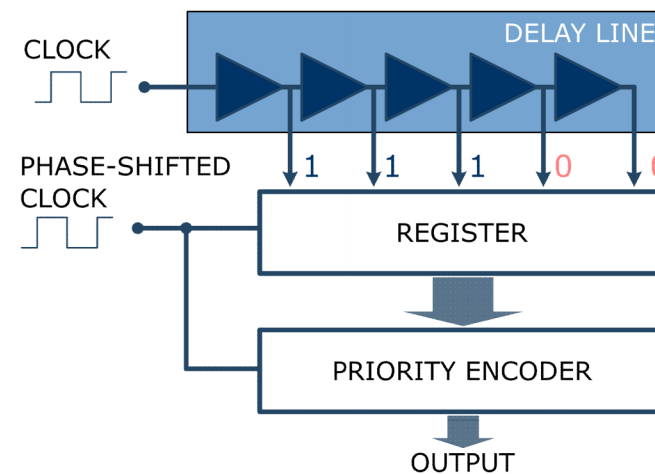 DELAY LINE
CLOCK
1 1 1 0
PHASE-SHIFTED
CLOCK
REGISTER
PRIORITY ENCODER
OUTPUT